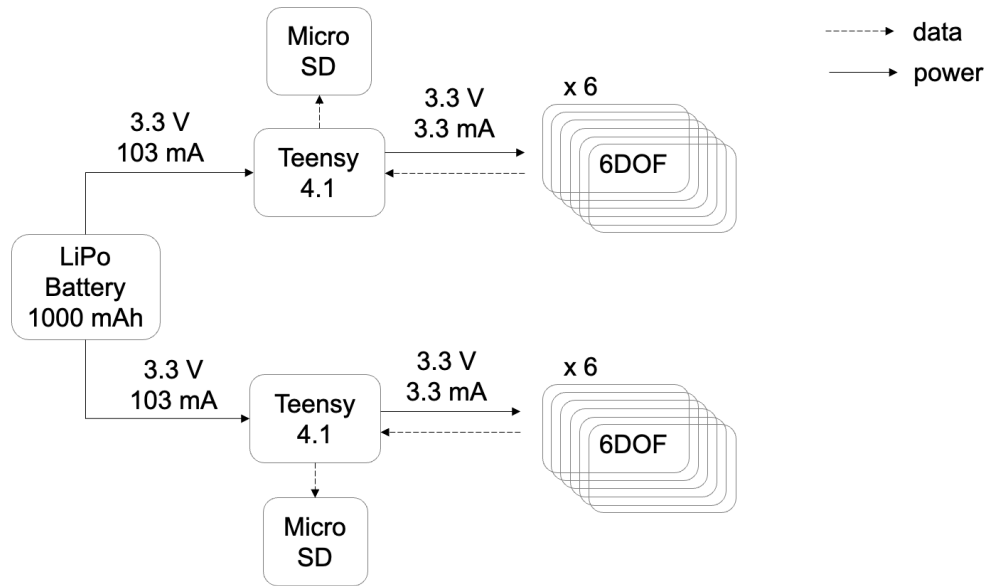 Micro
SD
data
power
x 6
3.3 V
3.3 mA
3.3 V
103 mA
Teensy
4.1
6DOF
LiPo
Battery
1000 mAh
3.3 V
103 mA
x 6
3.3 V
3.3 mA
Teensy
4.1
6DOF
Micro
SD